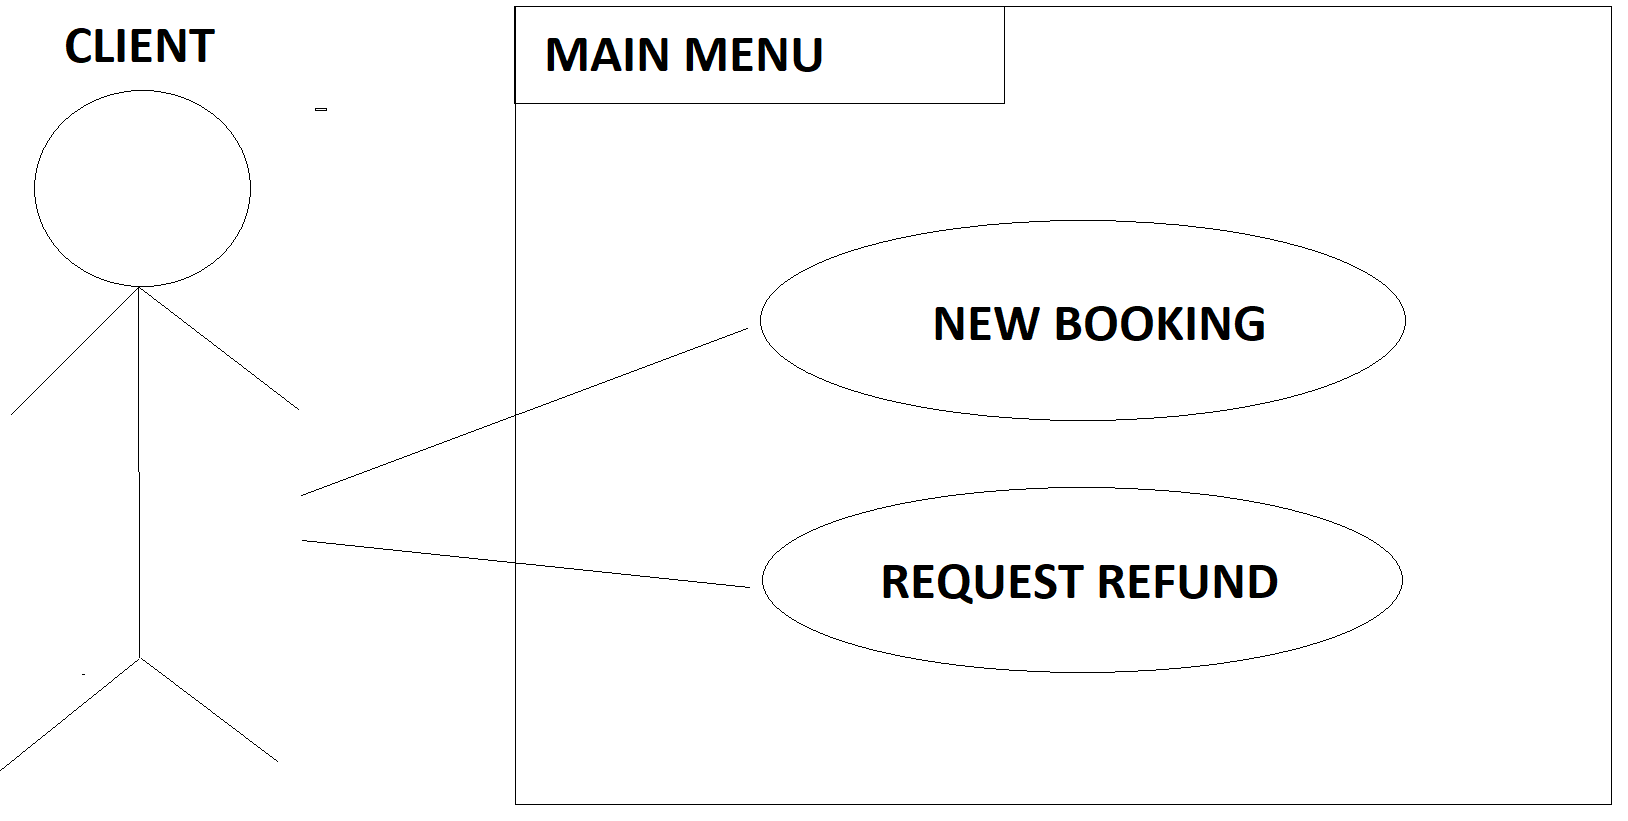 CLIENT
MAIN MENU
NEW BOOKING
REQUEST REFUND